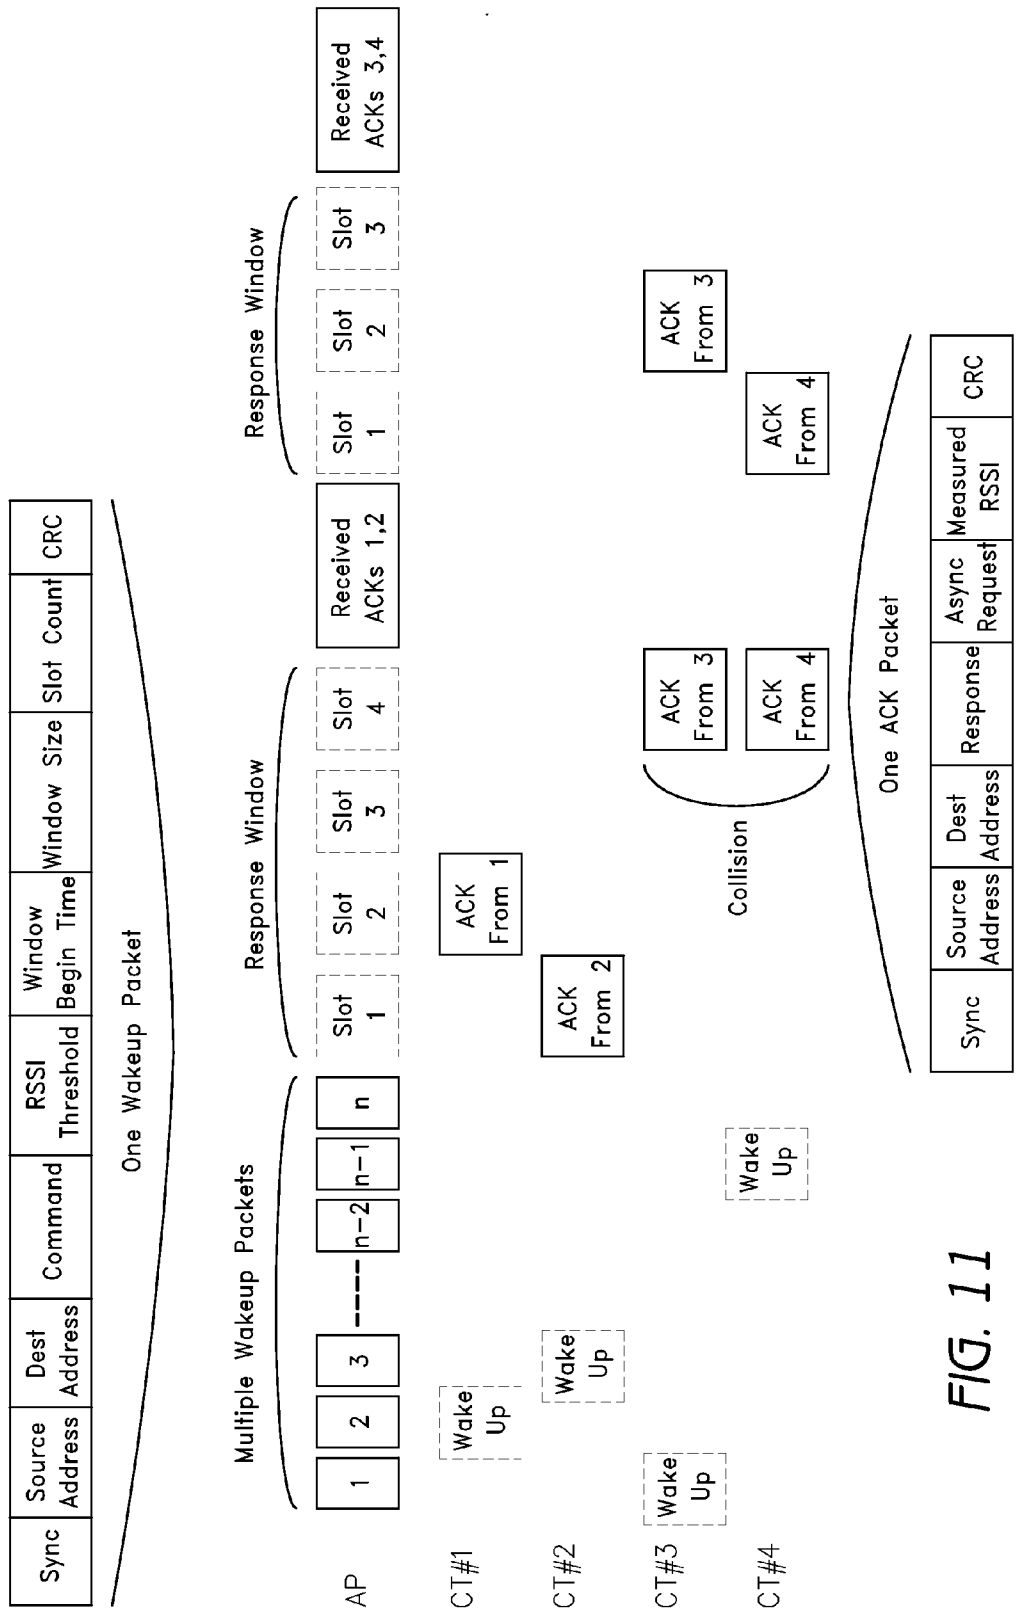 Sync
Source
Address
Dest
Address
Command
RSSI
Threshold
Window
Begin Time
Window Size
Slot Count
CRC
One Wakeup Packet
Multiple Wakeup Packets
Response Window
Response Window
AP
1
2
3
n-2
n-1
n
Slot
1
Slot
2
Slot
3
Slot
4
Received
ACKs 1,2
Slot
1
Slot
2
Slot
3
Received
ACKs 3,4
CT#1
Wake
Up
ACK
From 1
CT#2
Wake
Up
ACK
From 2
CT#3
Wake
Up
ACK
From 3
ACK
From 3
Collision
CT#4
Wake
Up
ACK
From 4
ACK
From 4
One ACK Packet
Sync
Source
Address
Dest
Address
Response
Async
Request
Measured
RSSI
CRC
FIG. 11